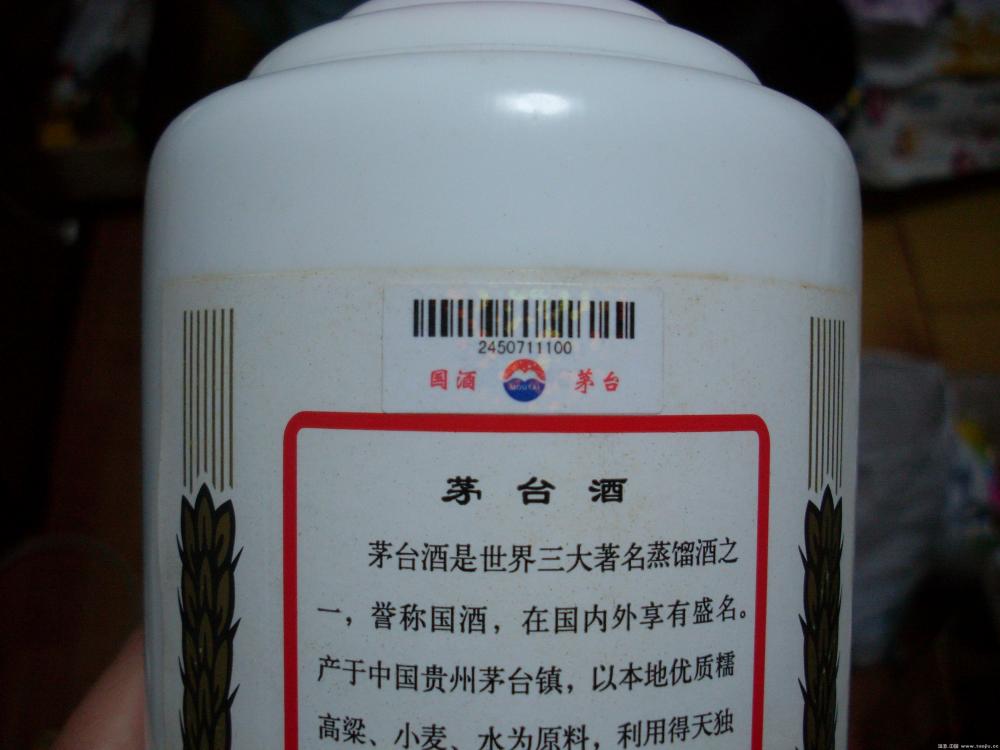 2450711100
国酒 MOUTAI 茅台
茅台酒
茅台酒是世界三大著名蒸馏酒之
一，誉称国酒，在国内外享有盛名。
产于中国贵州茅台镇，以本地优质糯
高粱、小麦、水为原料，利用得天独